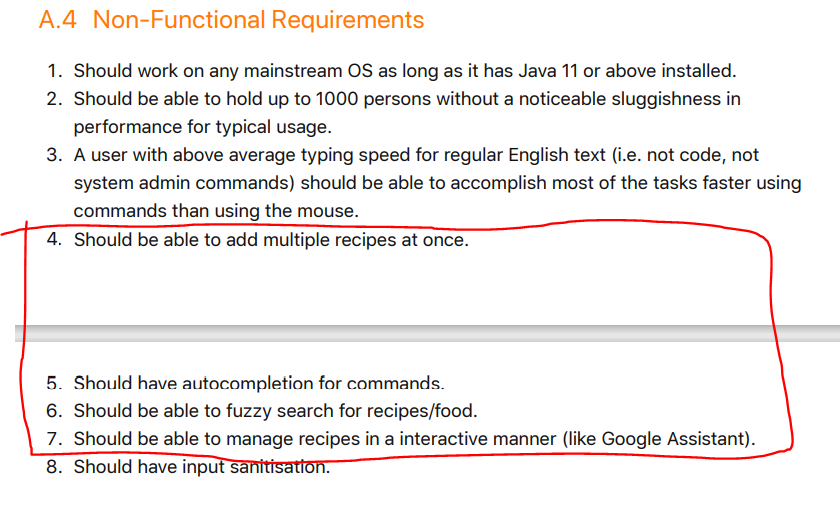 A.4 Non-Functional Requirements
1. Should work on any mainstream OS as long as it has Java 11 or above installed.
2. Should be able to hold up to 1000 persons without a noticeable sluggishness in
performance for typical usage.
3. A user with above average typing speed for regular English text (i.e. not code, not
system admin commands) should be able to accomplish most of the tasks faster using
commands than using the mouse.
4. Should be able to add multiple recipes at once.
5. Should have autocompletion for commands.
6. Should be able to fuzzy search for recipes/food.
7. Should be able to manage recipes in a interactive manner (like Google Assistant).
8. Should have input sanitisation.